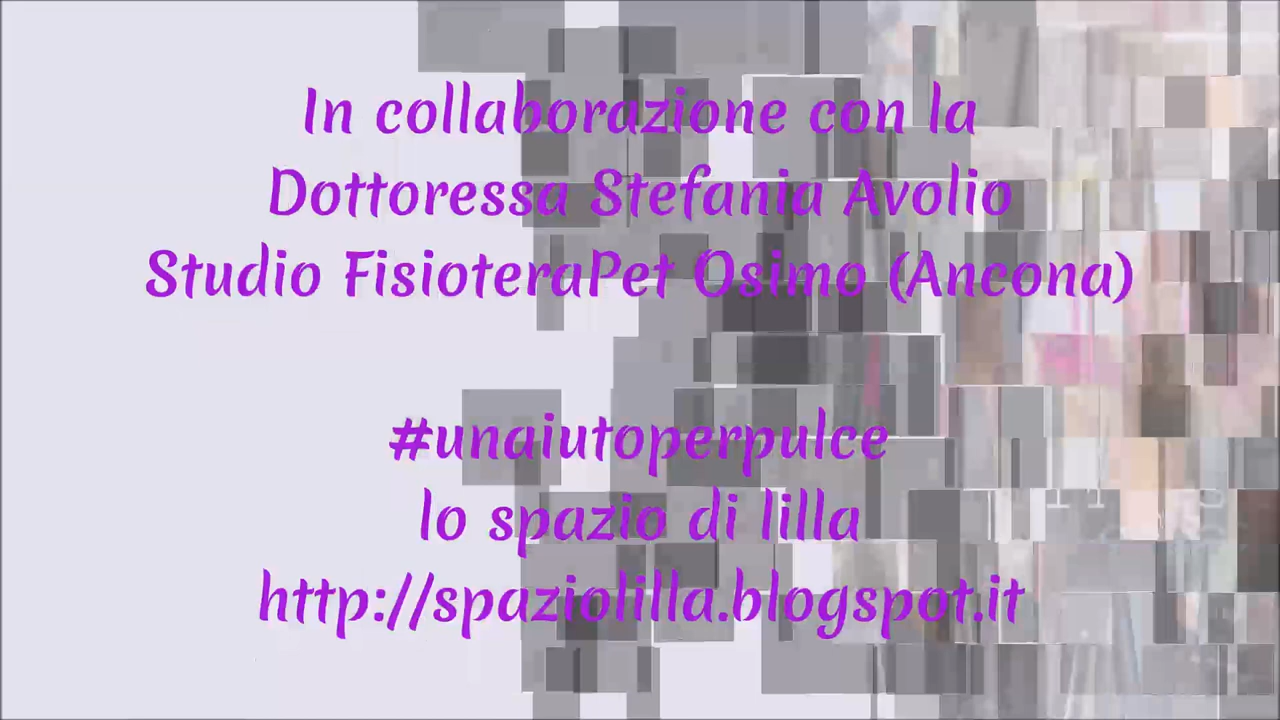 In collaborazione con la
Dottoressa Stefania Avolio
Studio FisioteraPet Osimo (Ancona)
#unaiutoperpulce
lo spazio di lilla
http://spaziolilla.blogspot.it